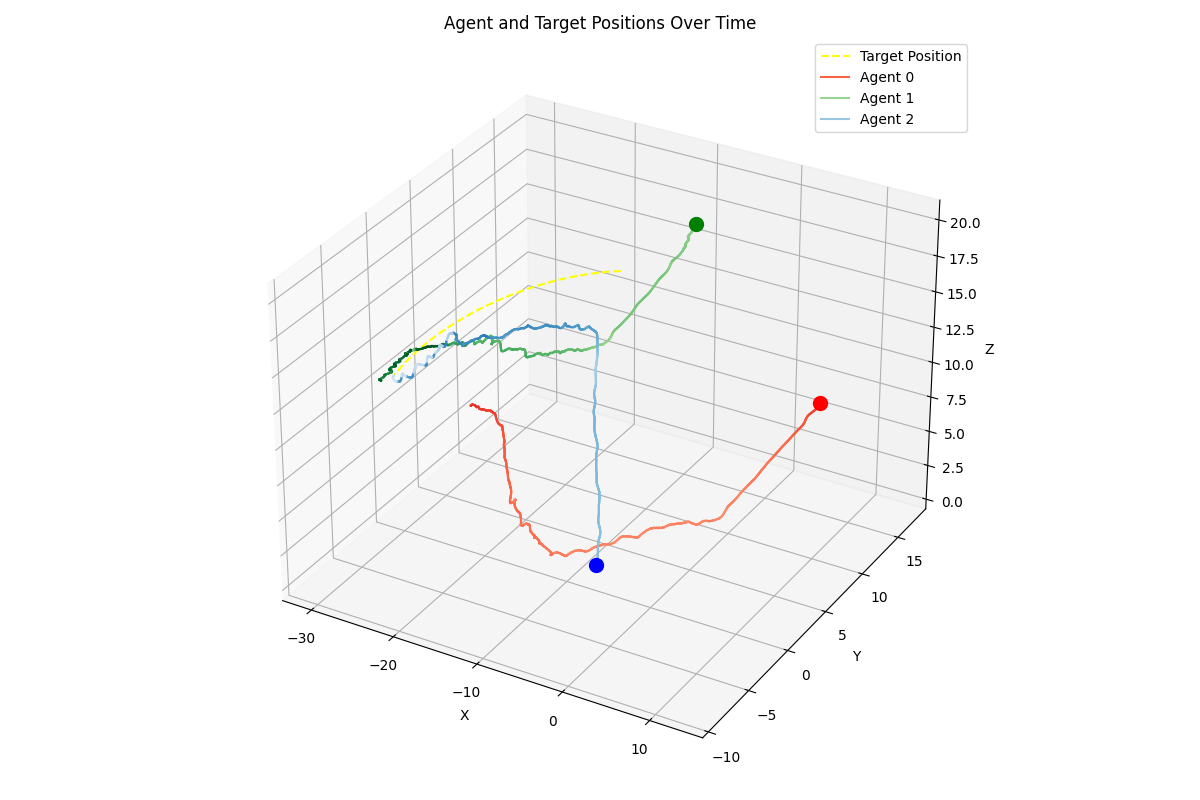 Agent and Target Positions Over Time
Target Position
Agent 0
Agent 1
Agent 2
20.0
17.5
15.0
12.5
10.0
7.5
5.0
2.5
0.0
Z
15
10
5
0
−5
−10
Y
−30
−20
−10
0
10
X